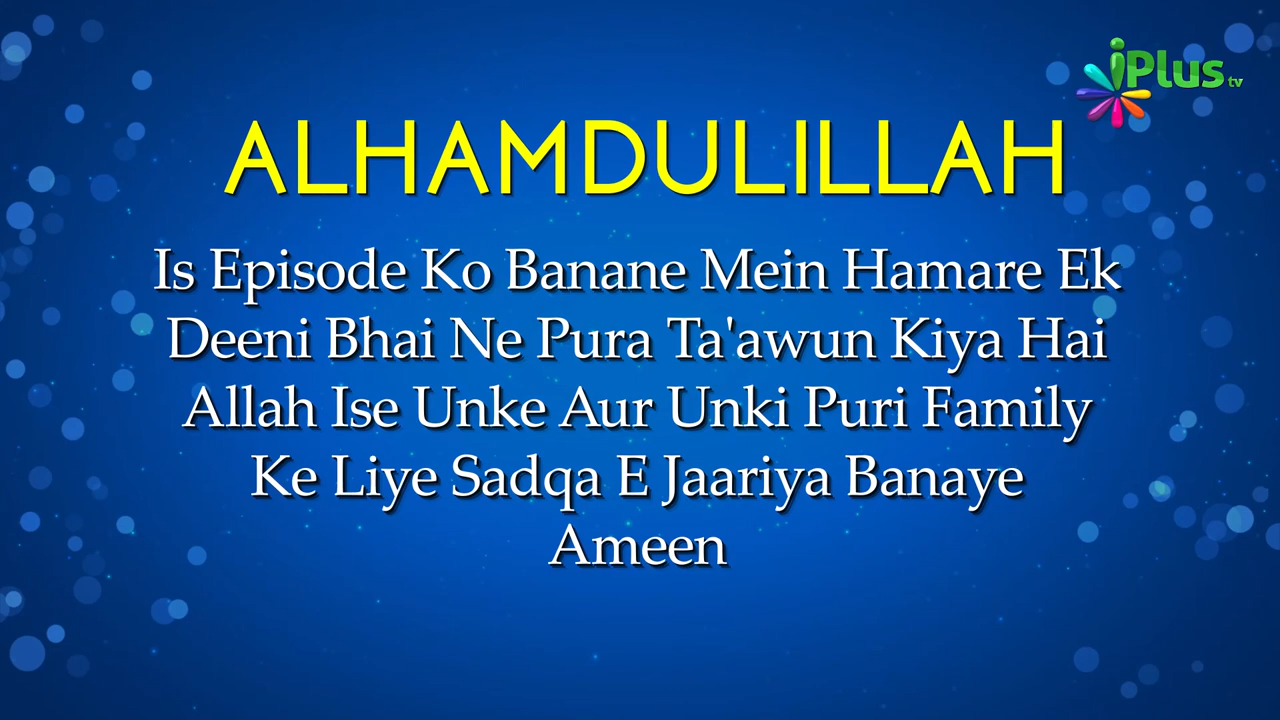 iPlus tv
ALHAMDULILLAH
Is Episode Ko Banane Mein Hamare Ek
Deeni Bhai Ne Pura Ta'awun Kiya Hai
Allah Ise Unke Aur Unki Puri Family
Ke Liye Sadqa E Jaariya Banaye
Ameen